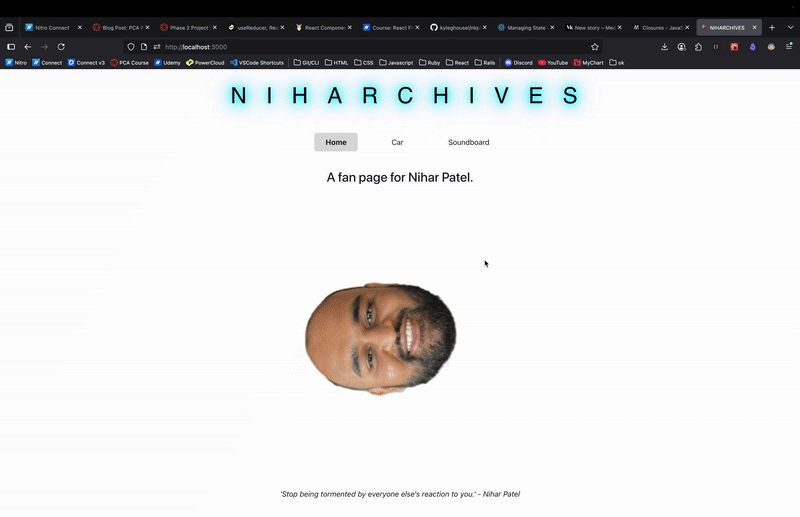 Nitro Connect
Blog Post: PCA P
Phase 2 Project
useReducer, Re
React Compone
Course: React F
kyleghouse/jnkp
Managing State
New story – Med
Closures - JavaS
NIHARCHIVES
http://localhost:3000
Nitro
Connect
Connect v3
PCA Course
Udemy
PowerCloud
VSCode Shortcuts
Git/CLI
HTML
CSS
Javascript
Ruby
React
Rails
Discord
YouTube
MyChart
ok
N I H A R C H I V E S
Home
Car
Soundboard
A fan page for Nihar Patel.
'Stop being tormented by everyone else's reaction to you.' - Nihar Patel